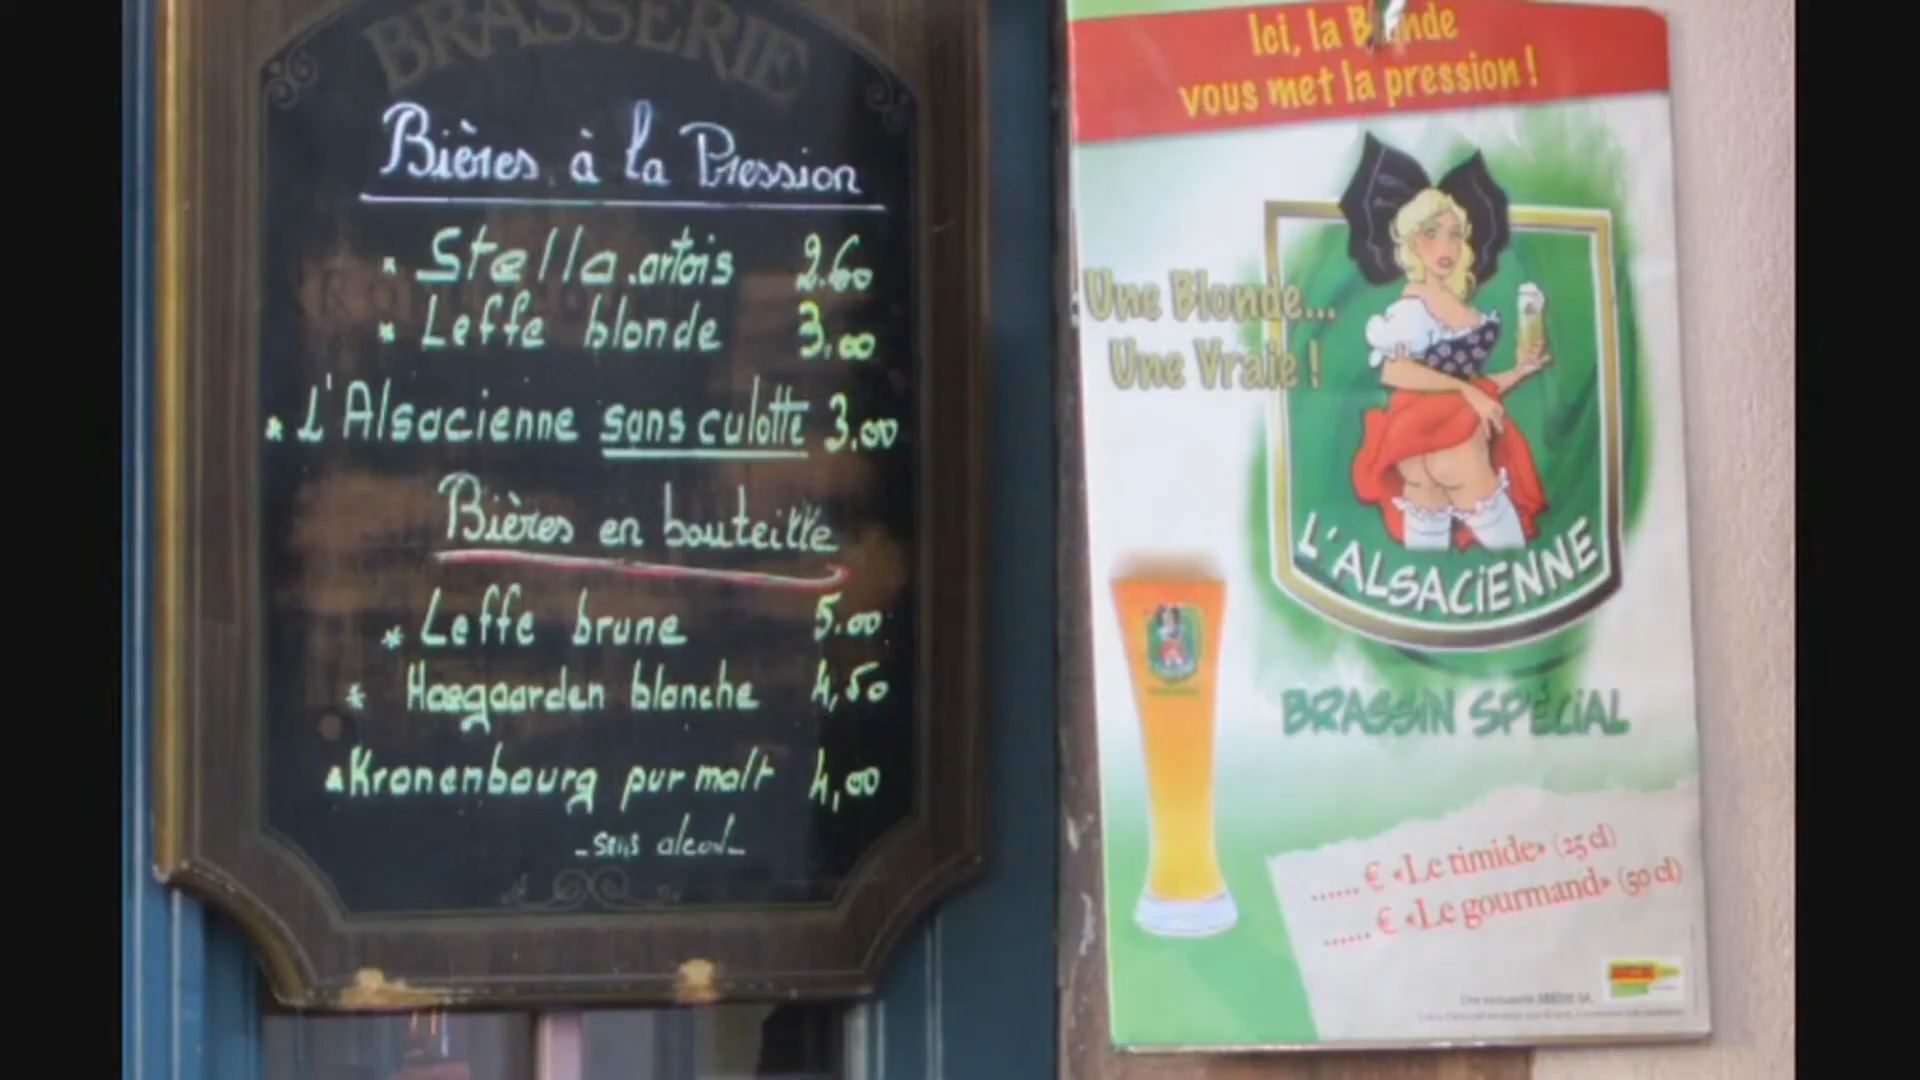 BRASSERIE
Bières à la Pression
Stella.artois 2.60
Leffe blonde 3.00
L'Alsacienne sans culotte 3.00
Bières en bouteille
Leffe brune 5.00
Hoegaarden blanche 4,50
Kronenbourg pur malt 4,00
- sans alcool -
Ici, la Blonde
vous met la pression !
Une Blonde...
Une Vraie !
L'ALSACiENNE
BRASSiN SPÉCiAL
...... € «Le timide» (25 cl)
...... € «Le gourmand» (50 cl)